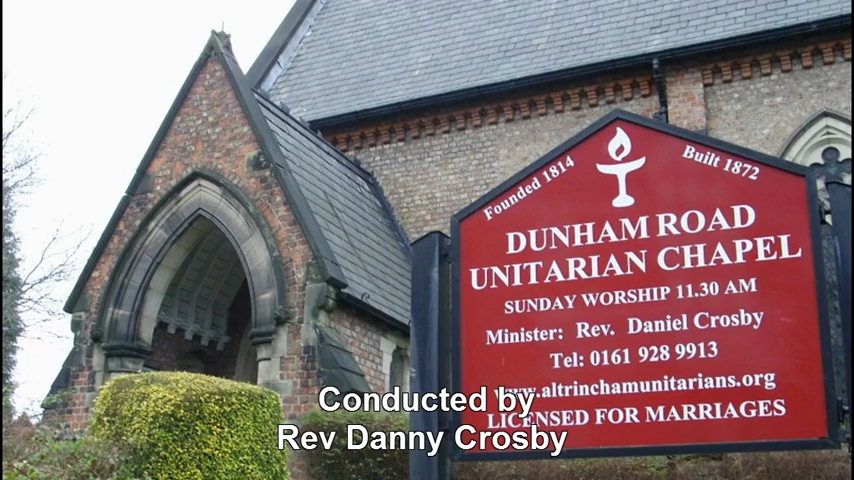 Founded 1814
Built 1872
DUNHAM ROAD
UNITARIAN CHAPEL
SUNDAY WORSHIP 11.30 AM
Minister: Rev. Daniel Crosby
Tel: 0161 928 9913
www.altrinchamunitarians.org
LICENSED FOR MARRIAGES
Conducted by
Rev Danny Crosby